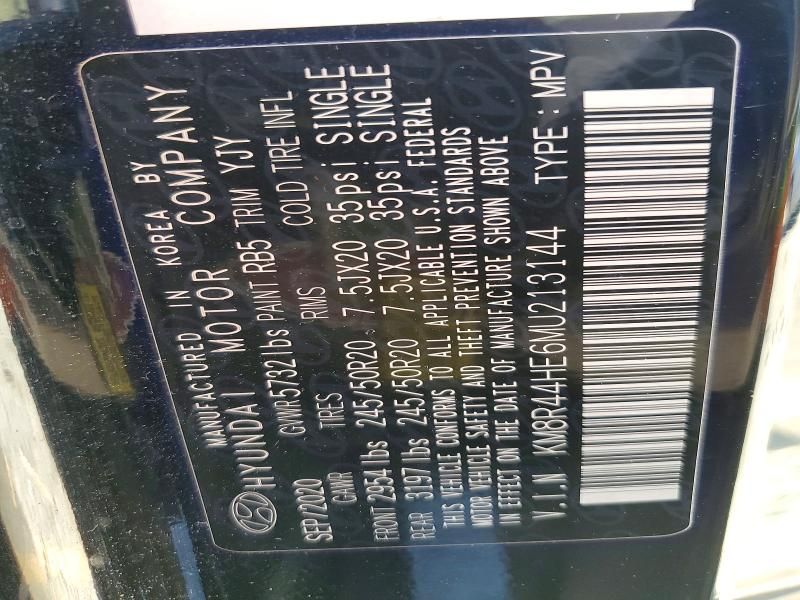 MANUFACTURED IN KOREA BY
HYUNDAI MOTOR COMPANY
SEP/2020 GVWR 5732 lbs PAINT RB5 TRIM YJY
GAWR TIRES RIMS COLD TIRE INFL
FRONT 2954 lbs 245/50R20 7.5JX20 35psi SINGLE
REAR 3197 lbs 245/50R20 7.5JX20 35psi SINGLE
THIS VEHICLE CONFORMS TO ALL APPLICABLE U.S.A. FEDERAL
MOTOR VEHICLE SAFETY AND THEFT PREVENTION STANDARDS
IN EFFECT ON THE DATE OF MANUFACTURE SHOWN ABOVE
V.I.N KM8R44HE6MU213144 TYPE : MPV